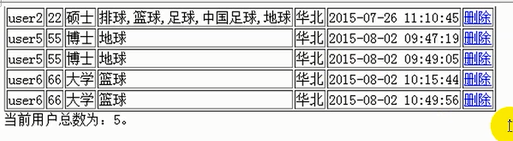 user2 22 硕士 排球,篮球,足球,中国足球,地球 华北 2015-07-26 11:10:45 删除
user5 55 博士 地球 华北 2015-08-02 09:47:19 删除
user5 55 博士 地球 华北 2015-08-02 09:49:05 删除
user6 66 大学 篮球 华北 2015-08-02 10:15:44 删除
user6 66 大学 篮球 华北 2015-08-02 10:49:56 删除
当前用户总数为：5。